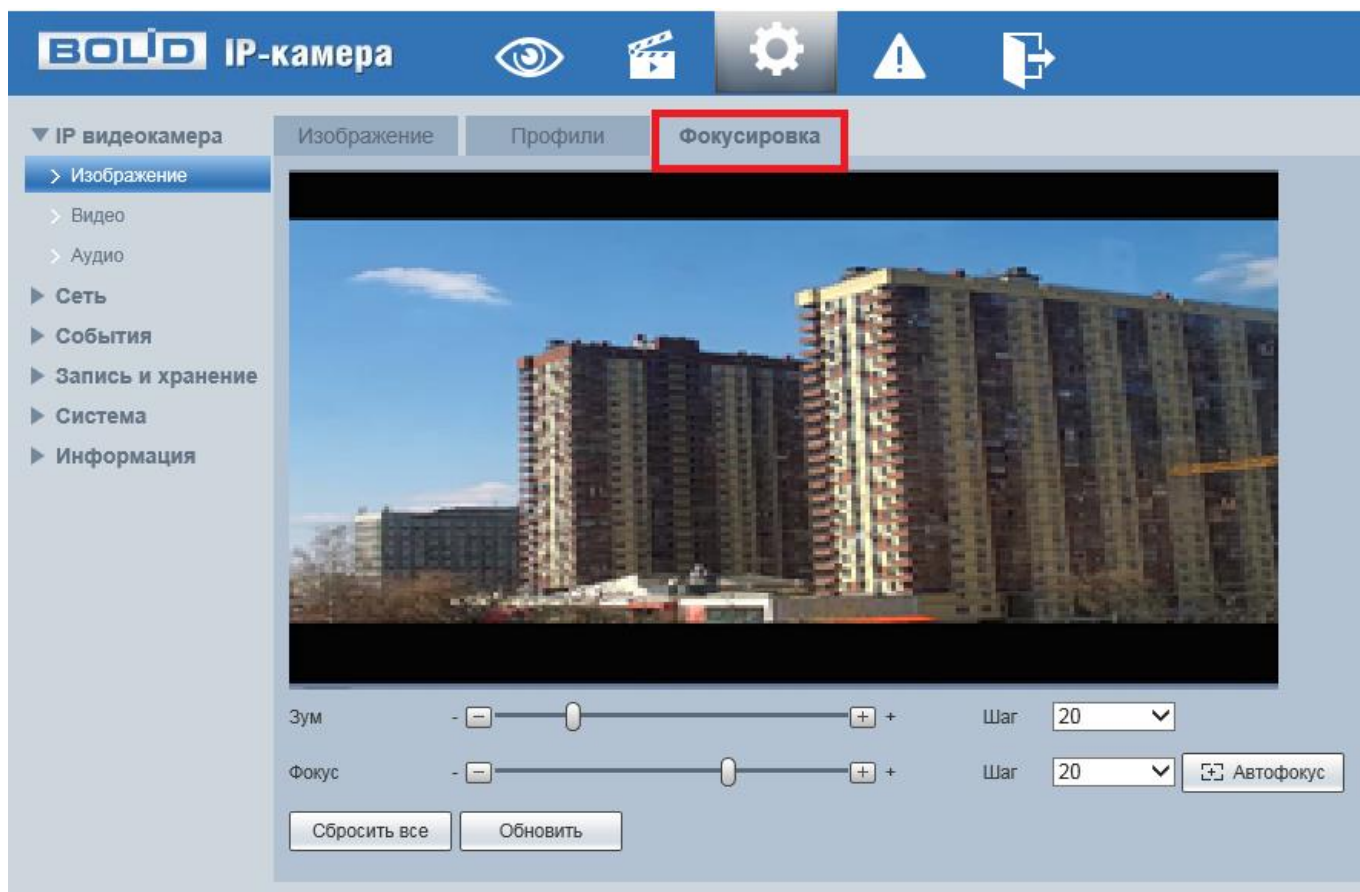 BOLID IP-камера
IP видеокамера
Изображение
Видео
Аудио
Сеть
События
Запись и хранение
Система
Информация
Изображение Профили Фокусировка
Зум - + Шаг 20
Фокус - + Шаг 20 Автофокус
Сбросить все Обновить